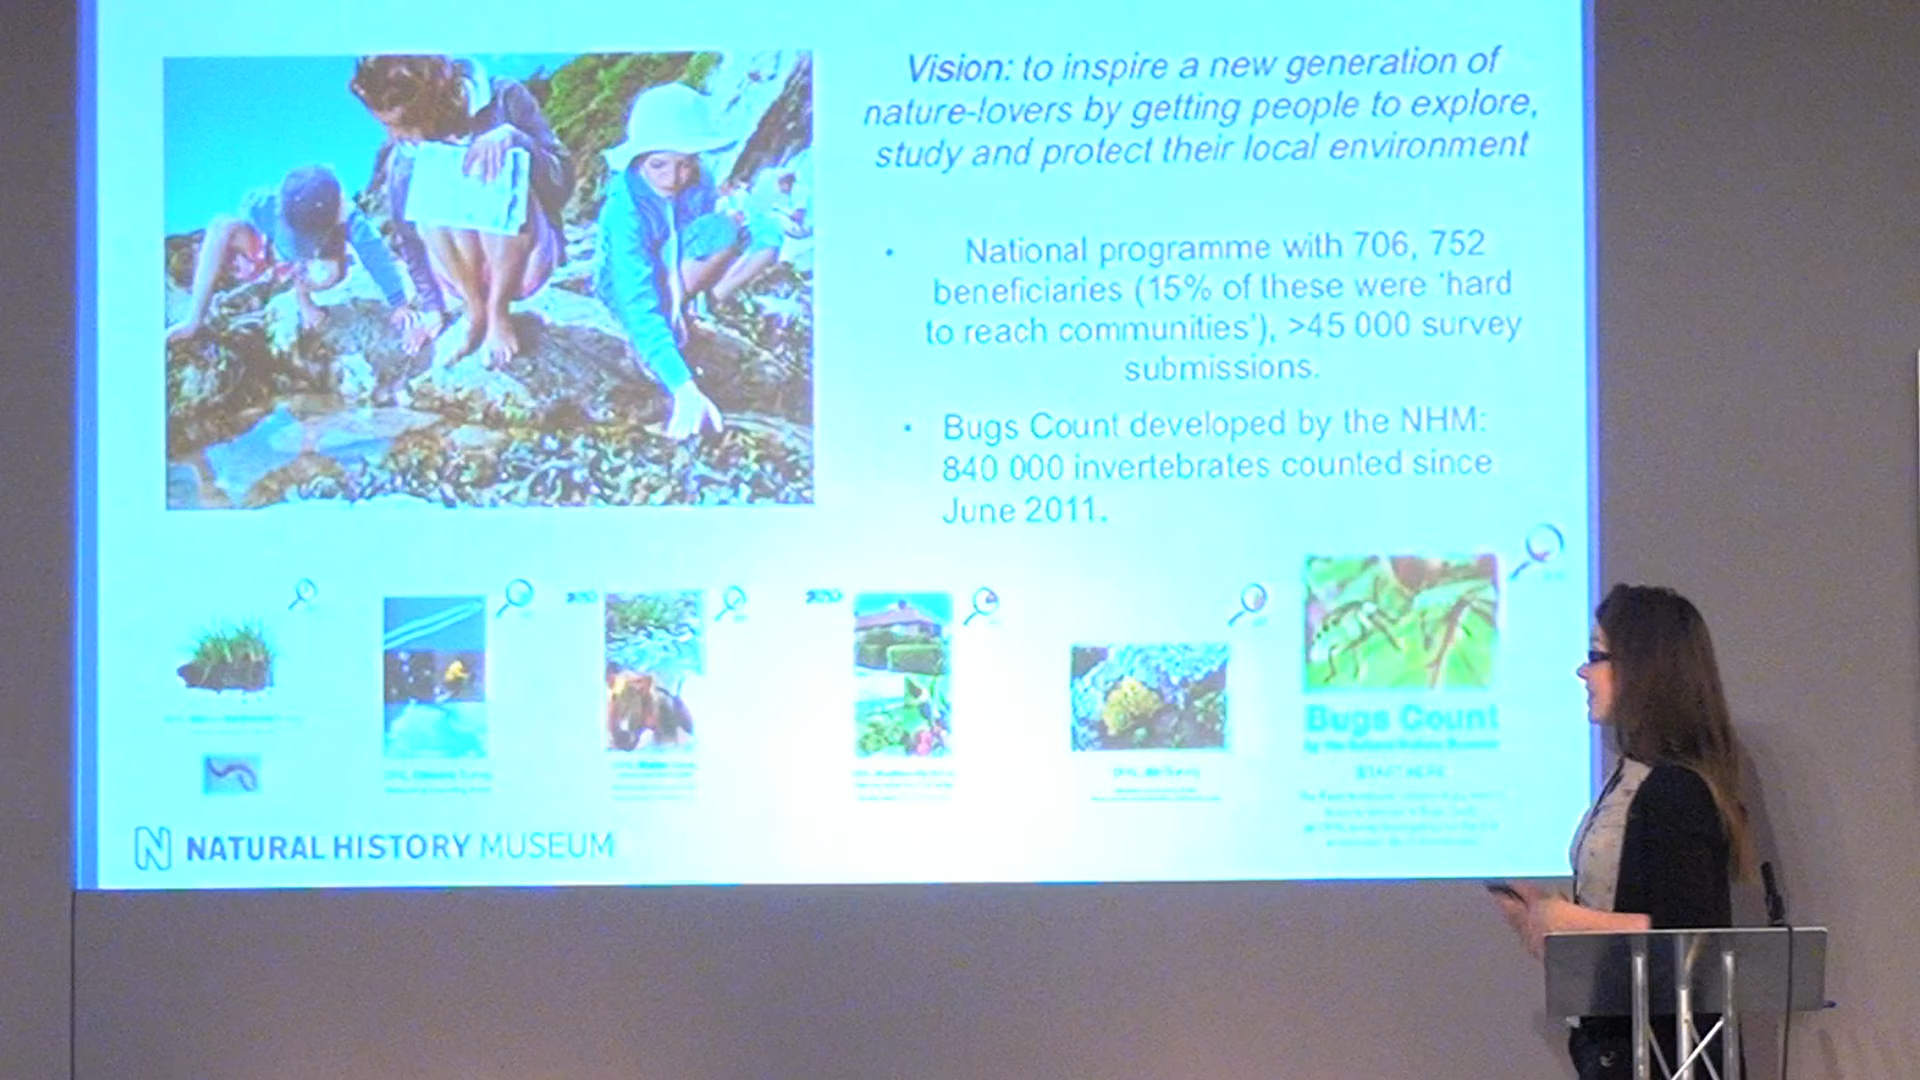 Vision: to inspire a new generation of
nature-lovers by getting people to explore,
study and protect their local environment
• National programme with 706, 752
beneficiaries (15% of these were 'hard
to reach communities'), >45 000 survey
submissions.
• Bugs Count developed by the NHM:
840 000 invertebrates counted since
June 2011.
Bugs Count
NATURAL HISTORY MUSEUM